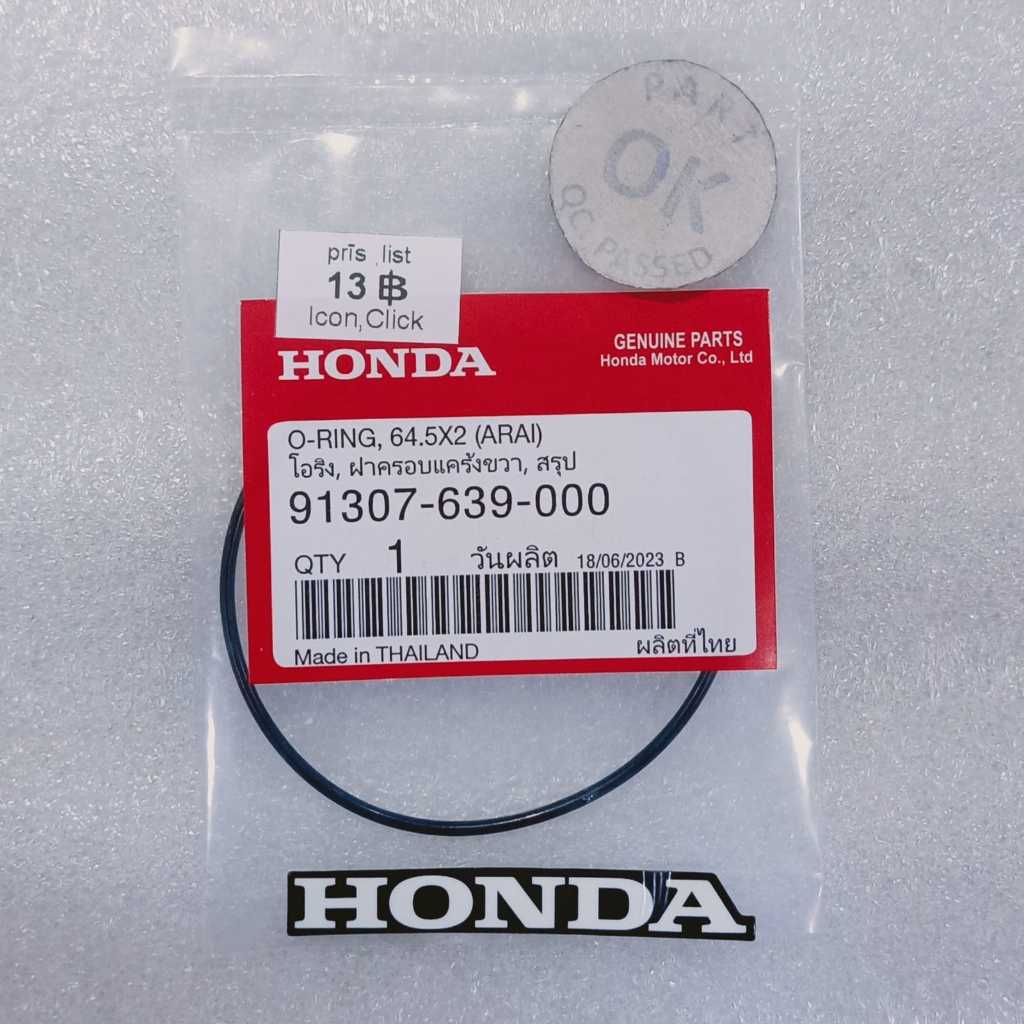 PART
OK
QC. PASSED
prīs list
13 ฿
Icon, Click
HONDA
GENUINE PARTS
Honda Motor Co., Ltd
O-RING, 64.5X2 (ARAI)
โอริง, ฝาครอบแคร้งขวา, สรุป
91307-639-000
QTY 1 วันผลิต 18/06/2023 B
Made in THAILAND ผลิตที่ไทย
HONDA